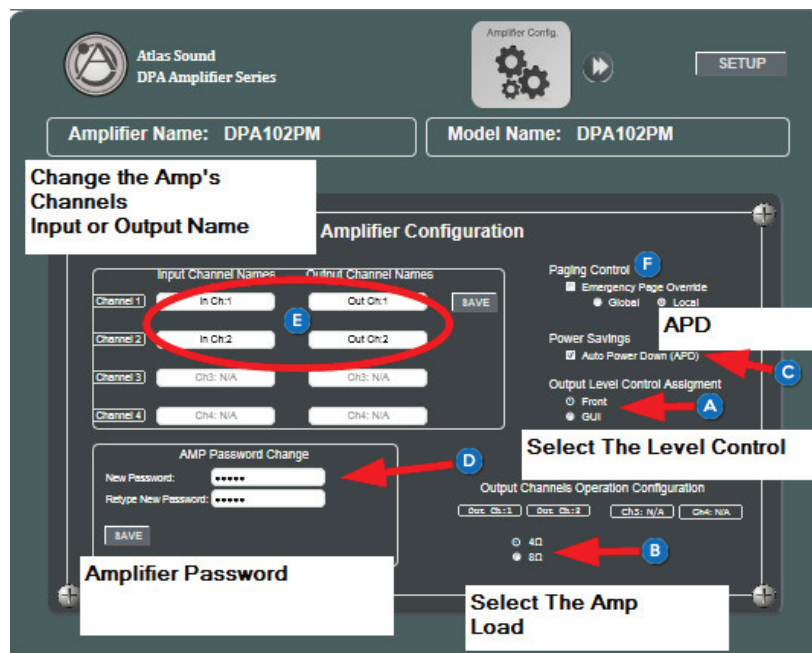 Amplifier Config.
Atlas Sound
DPA Amplifier Series
SETUP
Amplifier Name: DPA102PM
Model Name: DPA102PM
Change the Amp's
Channels
Input or Output Name
Amplifier Configuration
Input Channel Names
Output Channel Names
Channel 1
In Ch:1
Out Ch:1
SAVE
E
Channel 2
In Ch:2
Out Ch:2
Channel 3
Ch3: N/A
Ch3: N/A
Channel 4
Ch4: N/A
Ch4: N/A
Paging Control
F
Emergency Page Override
Global
Local
APD
Power Savings
Auto Power Down (APD)
C
Output Level Control Assigment
Front
GUI
A
Select The Level Control
AMP Password Change
New Password: •••••
Retype New Password: •••••
SAVE
D
Amplifier Password
Output Channels Operation Configuration
Out Ch:1
Out Ch:2
Ch3: N/A
Ch4: N/A
4Ω
8Ω
B
Select The Amp
Load